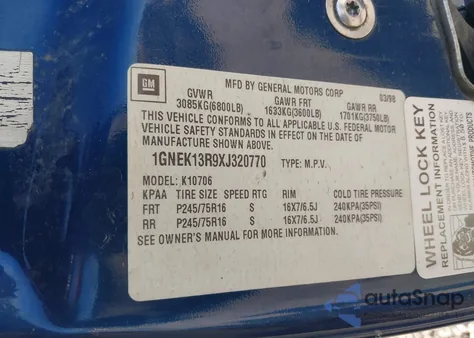 GM
MFD BY GENERAL MOTORS CORP 03/98
GVWR GAWR FRT GAWR RR
3085KG(6800LB) 1633KG(3600LB) 1701KG(3750LB)
THIS VEHICLE CONFORMS TO ALL APPLICABLE U.S. FEDERAL
MOTOR VEHICLE SAFETY STANDARDS IN EFFECT ON THE DATE OF
MANUFACTURE SHOWN ABOVE.
1GNEK13R9XJ320770 TYPE: M.P.V.
MODEL: K10706
KPAA TIRE SIZE SPEED RTG RIM COLD TIRE PRESSURE
FRT P245/75R16 S 16X7/6.5J 240KPA(35PSI)
RR P245/75R16 S 16X7/6.5J 240KPA(35PSI)
SEE OWNER'S MANUAL FOR MORE INFORMATION.
WHEEL LOCK KEY
REPLACEMENT INFORMATION
autoSnap